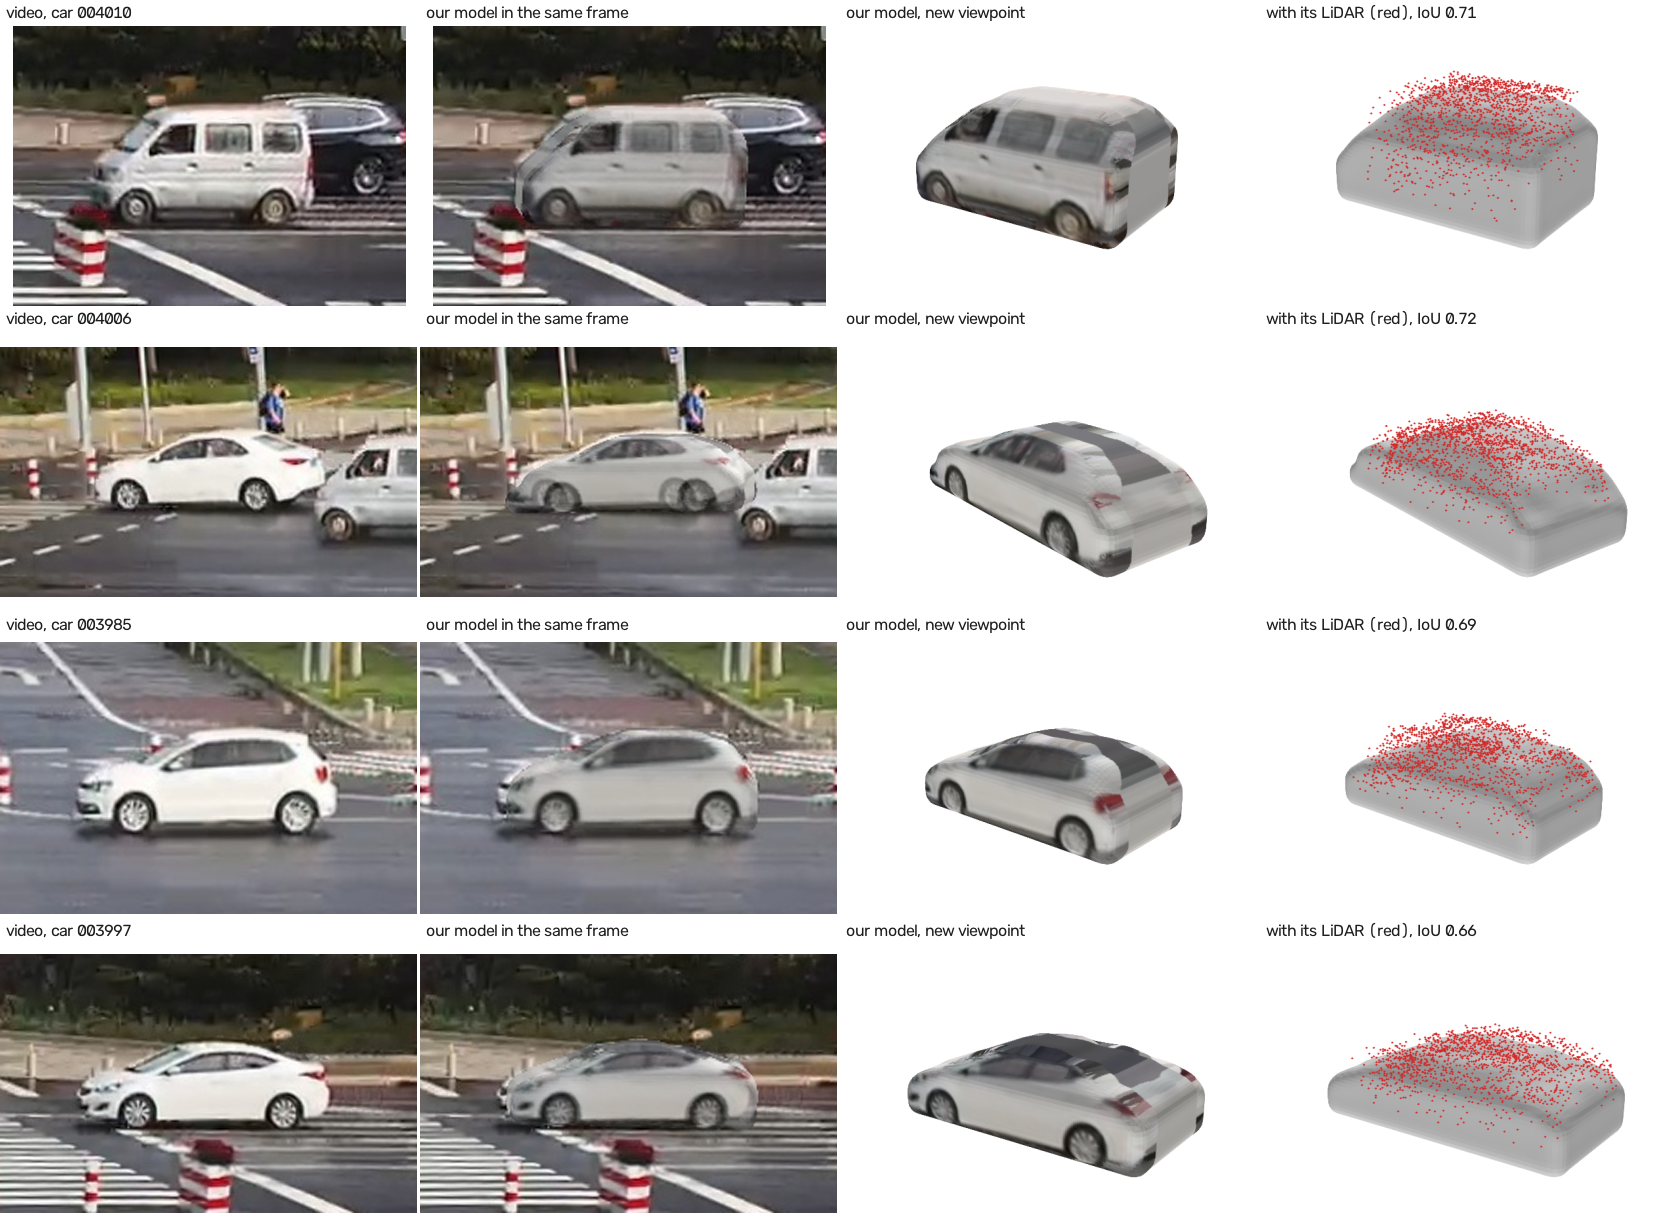 video, car 004010
our model in the same frame
our model, new viewpoint
with its LiDAR (red), IoU 0.71
video, car 004006
our model in the same frame
our model, new viewpoint
with its LiDAR (red), IoU 0.72
video, car 003985
our model in the same frame
our model, new viewpoint
with its LiDAR (red), IoU 0.69
video, car 003997
our model in the same frame
our model, new viewpoint
with its LiDAR (red), IoU 0.66